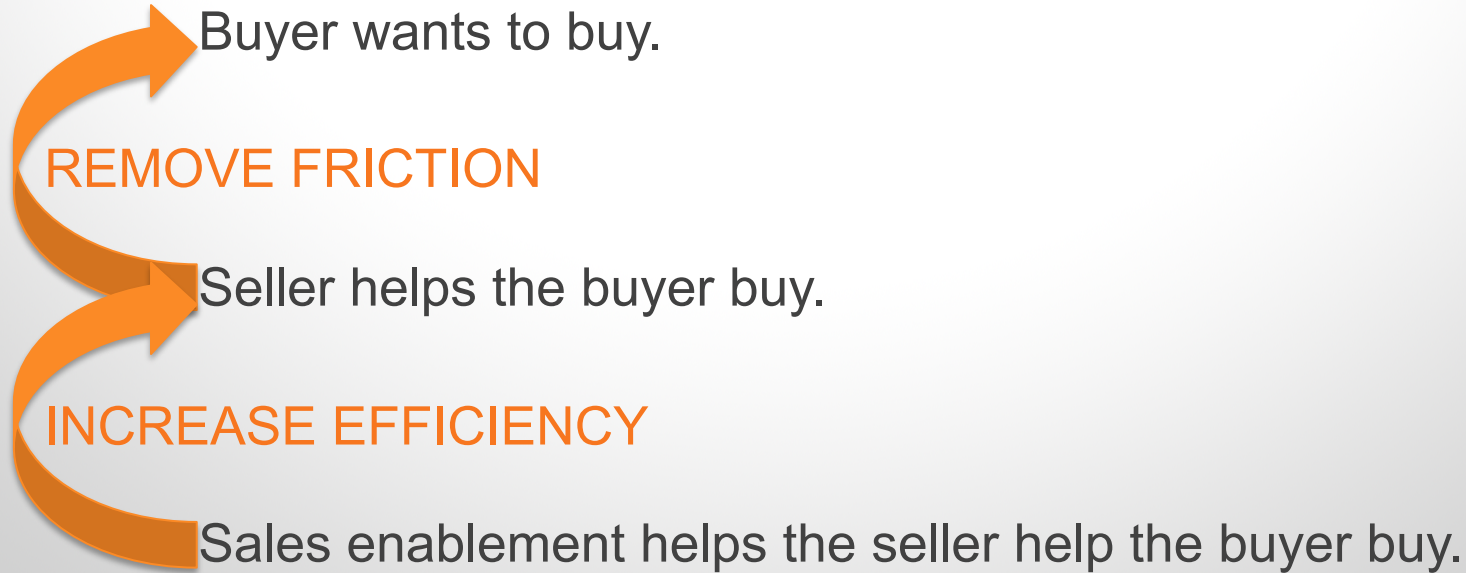 Buyer wants to buy.
REMOVE FRICTION
Seller helps the buyer buy.
INCREASE EFFICIENCY
Sales enablement helps the seller help the buyer buy.